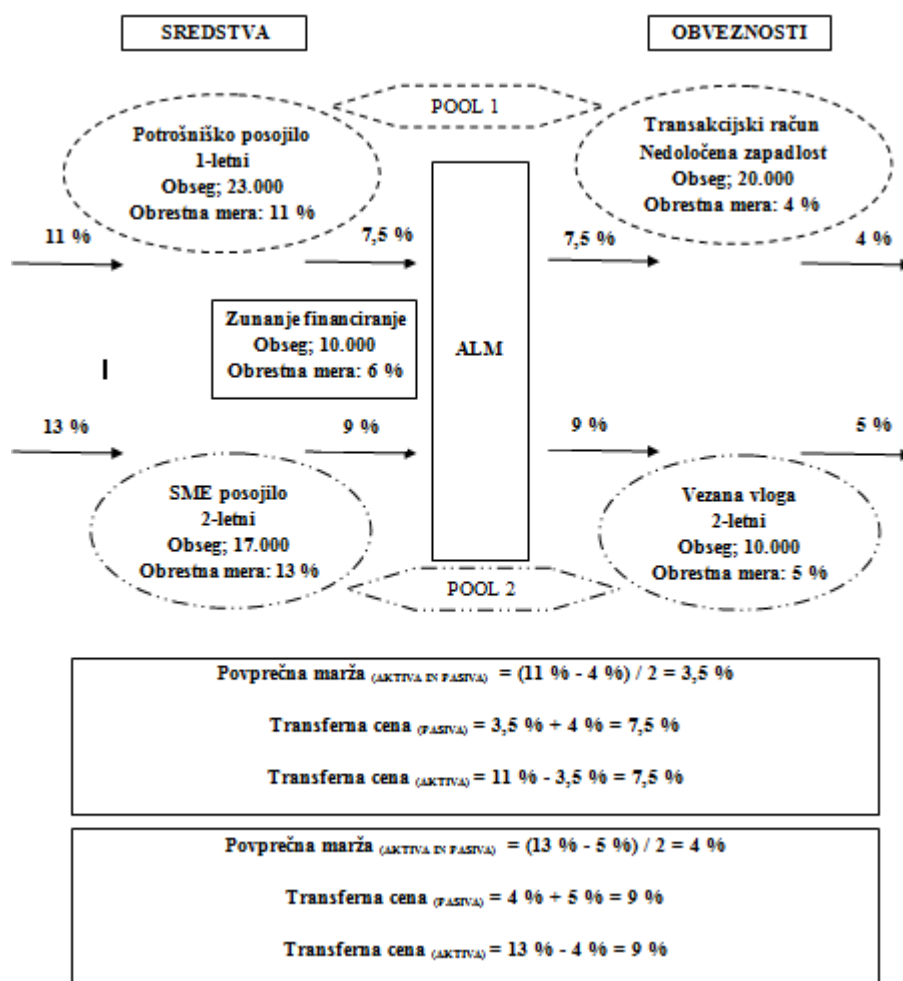 SREDSTVA
OBVEZNOSTI
POOL 1
Potrošniško posojilo
1-letni
Obseg; 23.000
Obrestna mera: 11 %
Transakcijski račun
Nedoločena zapadlost
Obseg; 20.000
Obrestna mera: 4 %
11 %
7,5 %
7,5 %
4 %
Zunanje financiranje
Obseg; 10.000
Obrestna mera: 6 %
ALM
13 %
9 %
9 %
5 %
SME posojilo
2-letni
Obseg; 17.000
Obrestna mera: 13 %
Vezana vloga
2-letni
Obseg; 10.000
Obrestna mera: 5 %
POOL 2
Povprečna marža (AKTIVA IN PASIVA) = (11 % - 4 %) / 2 = 3,5 %
Transferna cena (PASIVA) = 3,5 % + 4 % = 7,5 %
Transferna cena (AKTIVA) = 11 % - 3,5 % = 7,5 %
Povprečna marža (AKTIVA IN PASIVA) = (13 % - 5 %) / 2 = 4 %
Transferna cena (PASIVA) = 4 % + 5 % = 9 %
Transferna cena (AKTIVA) = 13 % - 4 % = 9 %